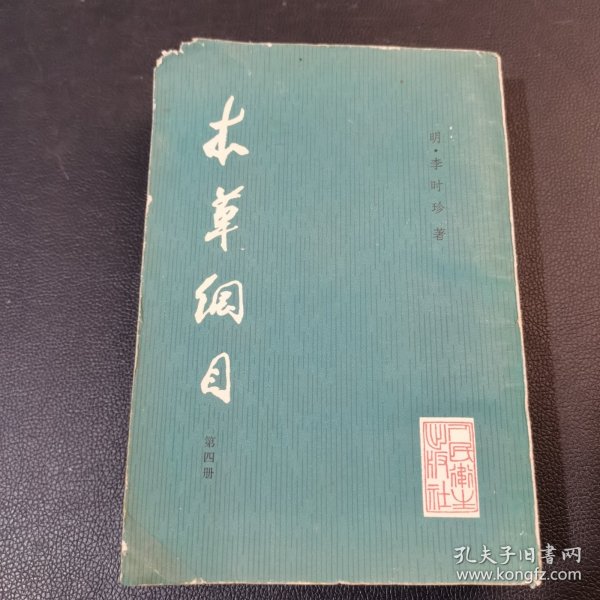 本草纲目
第四册
明·李时珍著
人民卫生
出版社
孔夫子旧书网
www.kongfz.com